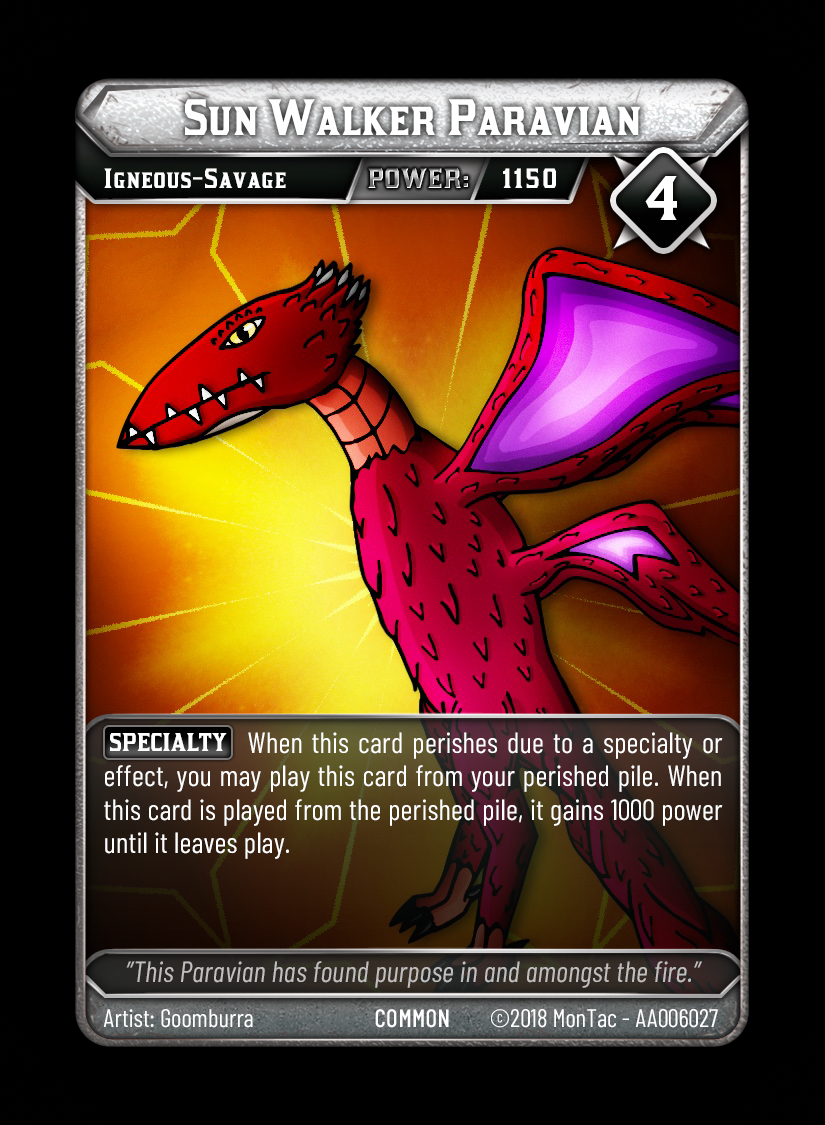 Sun Walker Paravian
Igneous-Savage POWER: 1150
4
SPECIALTY When this card perishes due to a specialty or
effect, you may play this card from your perished pile. When
this card is played from the perished pile, it gains 1000 power
until it leaves play.
"This Paravian has found purpose in and amongst the fire."
Artist: Goomburra COMMON ©2018 MonTac - AA006027